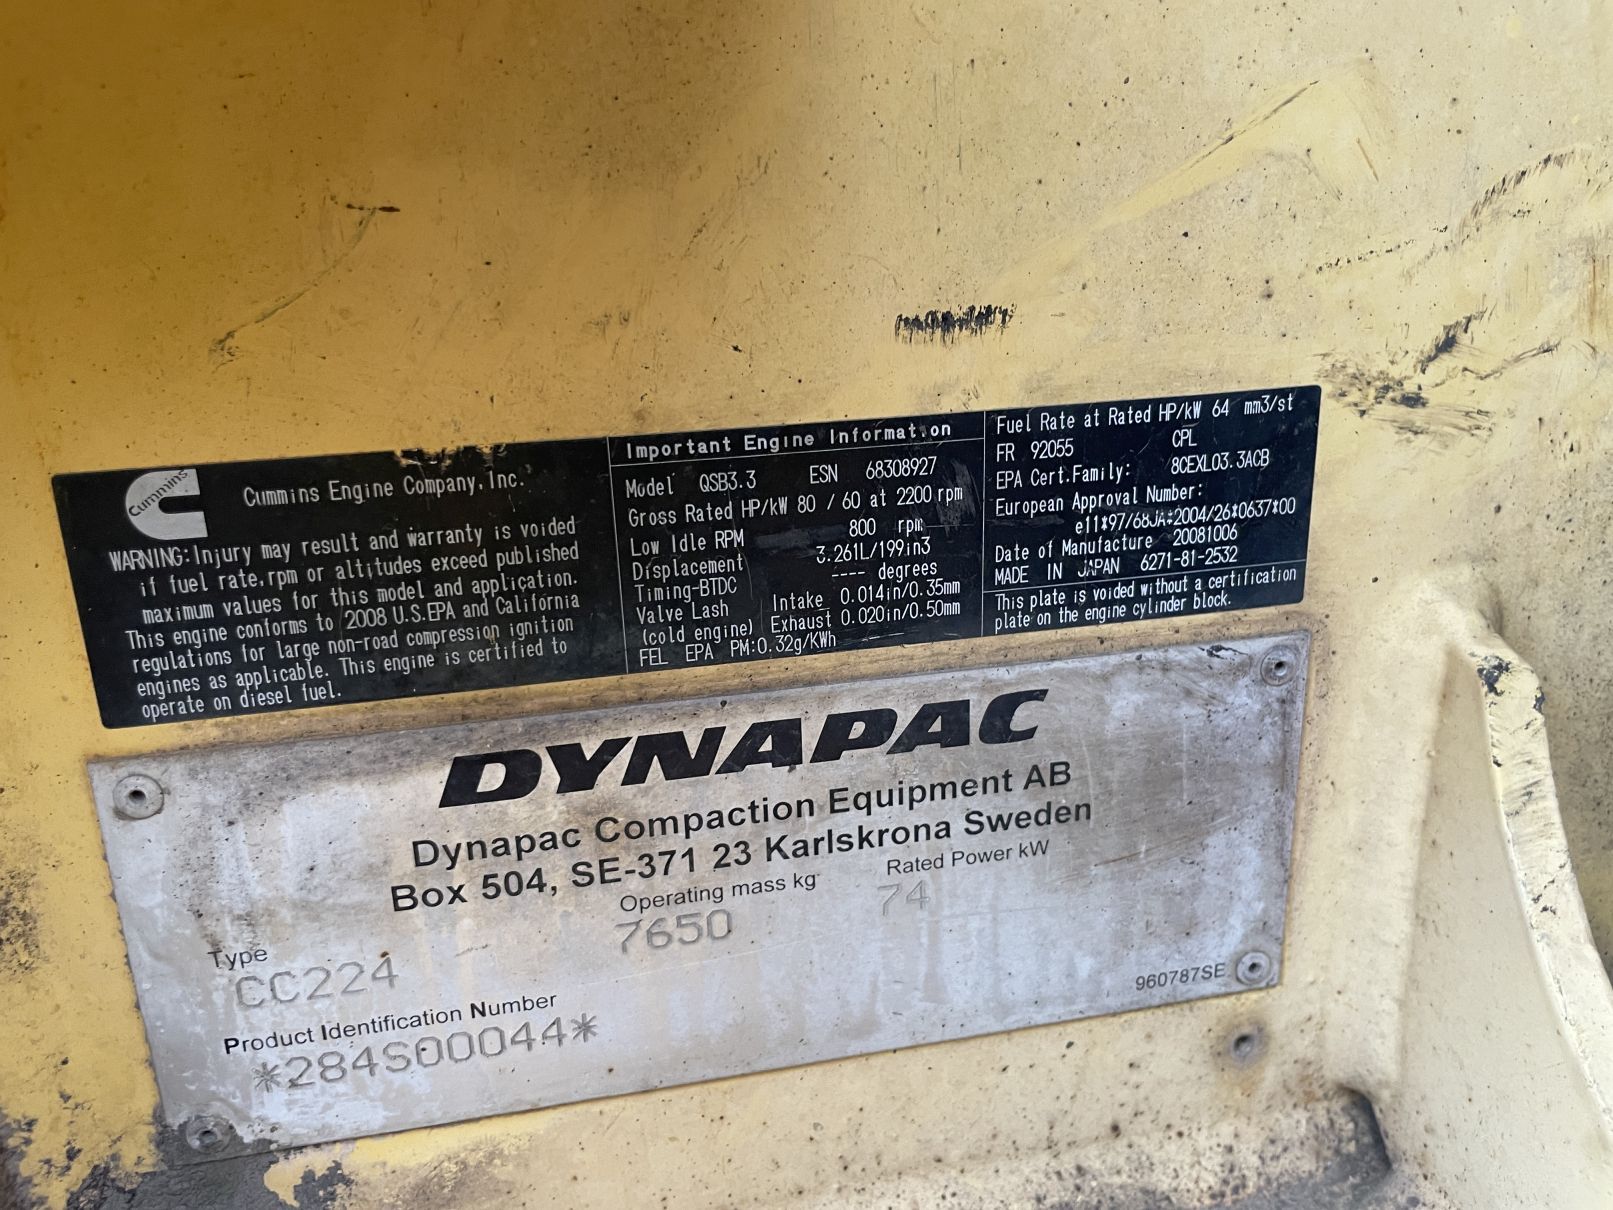 Cummins
Cummins Engine Company, Inc.
WARNING: Injury may result and warranty is voided
if fuel rate, rpm or altitudes exceed published
maximum values for this model and application.
This engine conforms to 2008 U.S. EPA and California
regulations for large non-road compression ignition
engines as applicable. This engine is certified to
operate on diesel fuel.
Important Engine Information
Model QSB3.3 ESN 68308927
Gross Rated HP/kW 80 / 60 at 2200 rpm
Low Idle RPM 800 rpm
Displacement 3.261L/199in3
Timing-BTDC ---- degrees
Valve Lash Intake 0.014in/0.35mm
(cold engine) Exhaust 0.020in/0.50mm
FEL EPA PM:0.32g/KWh
Fuel Rate at Rated HP/kW 64 mm3/st
FR 92055 CPL
EPA Cert.Family: 8CEXL03.3ACB
European Approval Number:
e11*97/68JA*2004/26*0637*00
Date of Manufacture 20081006
MADE IN JAPAN 6271-81-2532
This plate is voided without a certification
plate on the engine cylinder block.
DYNAPAC
Dynapac Compaction Equipment AB
Box 504, SE-371 23 Karlskrona Sweden
Type Operating mass kg Rated Power kW
CC224 7650 74
Product Identification Number
*284S00044*
960787SE